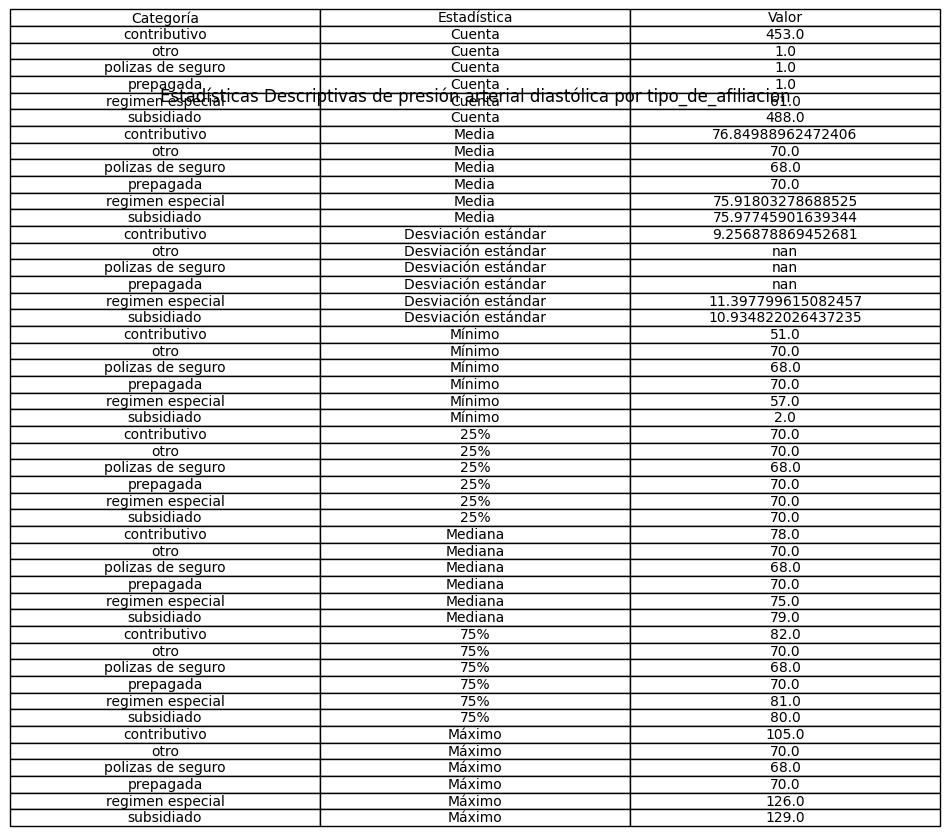 Categoría Estadística Valor
contributivo Cuenta 453.0
otro Cuenta 1.0
polizas de seguro Cuenta 1.0
prepagada Cuenta 1.0
Estadísticas Descriptivas de presión arterial diastólica por tipo_de_afiliacion
regimen especial Cuenta 61.0
subsidiado Cuenta 488.0
contributivo Media 76.84988962472406
otro Media 70.0
polizas de seguro Media 68.0
prepagada Media 70.0
regimen especial Media 75.91803278688525
subsidiado Media 75.97745901639344
contributivo Desviación estándar 9.256878869452681
otro Desviación estándar nan
polizas de seguro Desviación estándar nan
prepagada Desviación estándar nan
regimen especial Desviación estándar 11.397799615082457
subsidiado Desviación estándar 10.934822026437235
contributivo Mínimo 51.0
otro Mínimo 70.0
polizas de seguro Mínimo 68.0
prepagada Mínimo 70.0
regimen especial Mínimo 57.0
subsidiado Mínimo 2.0
contributivo 25% 70.0
otro 25% 70.0
polizas de seguro 25% 68.0
prepagada 25% 70.0
regimen especial 25% 70.0
subsidiado 25% 70.0
contributivo Mediana 78.0
otro Mediana 70.0
polizas de seguro Mediana 68.0
prepagada Mediana 70.0
regimen especial Mediana 75.0
subsidiado Mediana 79.0
contributivo 75% 82.0
otro 75% 70.0
polizas de seguro 75% 68.0
prepagada 75% 70.0
regimen especial 75% 81.0
subsidiado 75% 80.0
contributivo Máximo 105.0
otro Máximo 70.0
polizas de seguro Máximo 68.0
prepagada Máximo 70.0
regimen especial Máximo 126.0
subsidiado Máximo 129.0